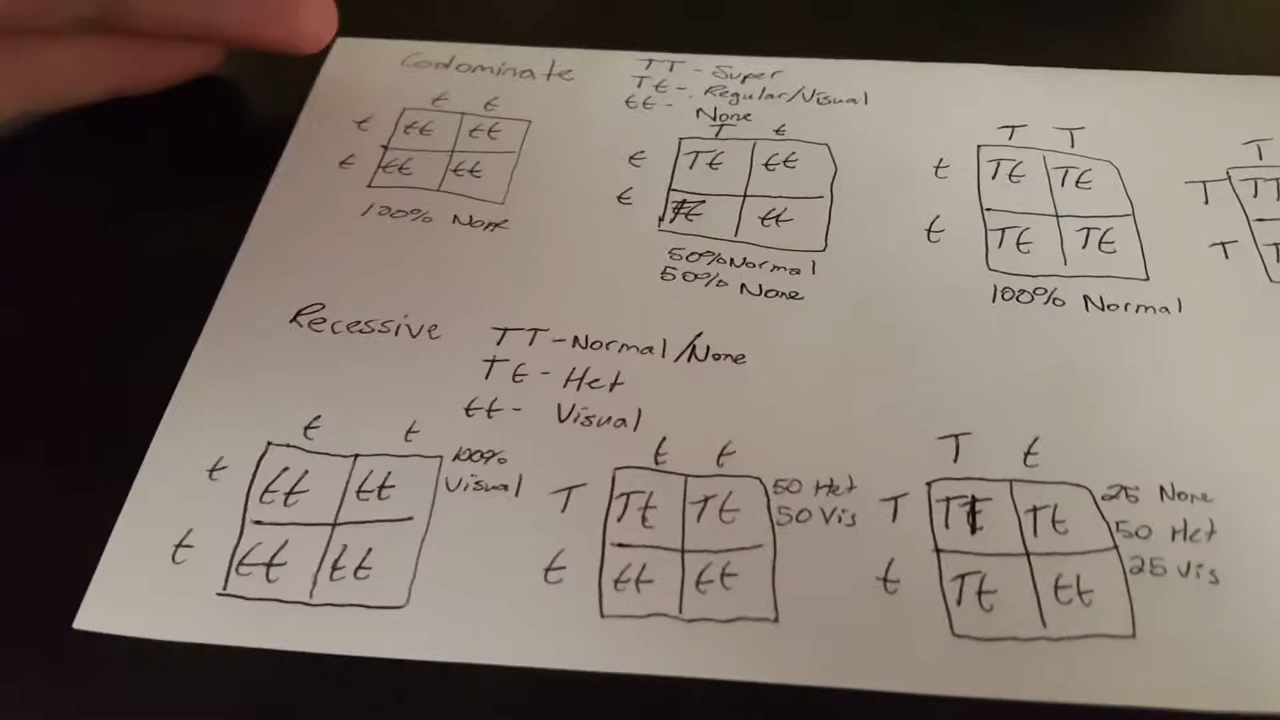 Codominate
TT - Super
Tt - Regular/Visual
tt - None
t t
t tt tt
t tt tt
100% None
T t
t Tt tt
t Tt tt
50% Normal
50% None
T T
t Tt Tt
t Tt Tt
100% Normal
T
T TT
T
Recessive
TT - Normal/None
Tt - Het
tt - Visual
t t
t tt tt
t tt tt
100%
Visual
t t
T Tt Tt
t tt tt
50 Het
50 Vis
T t
T TT Tt
t Tt tt
25 None
50 Het
25 Vis